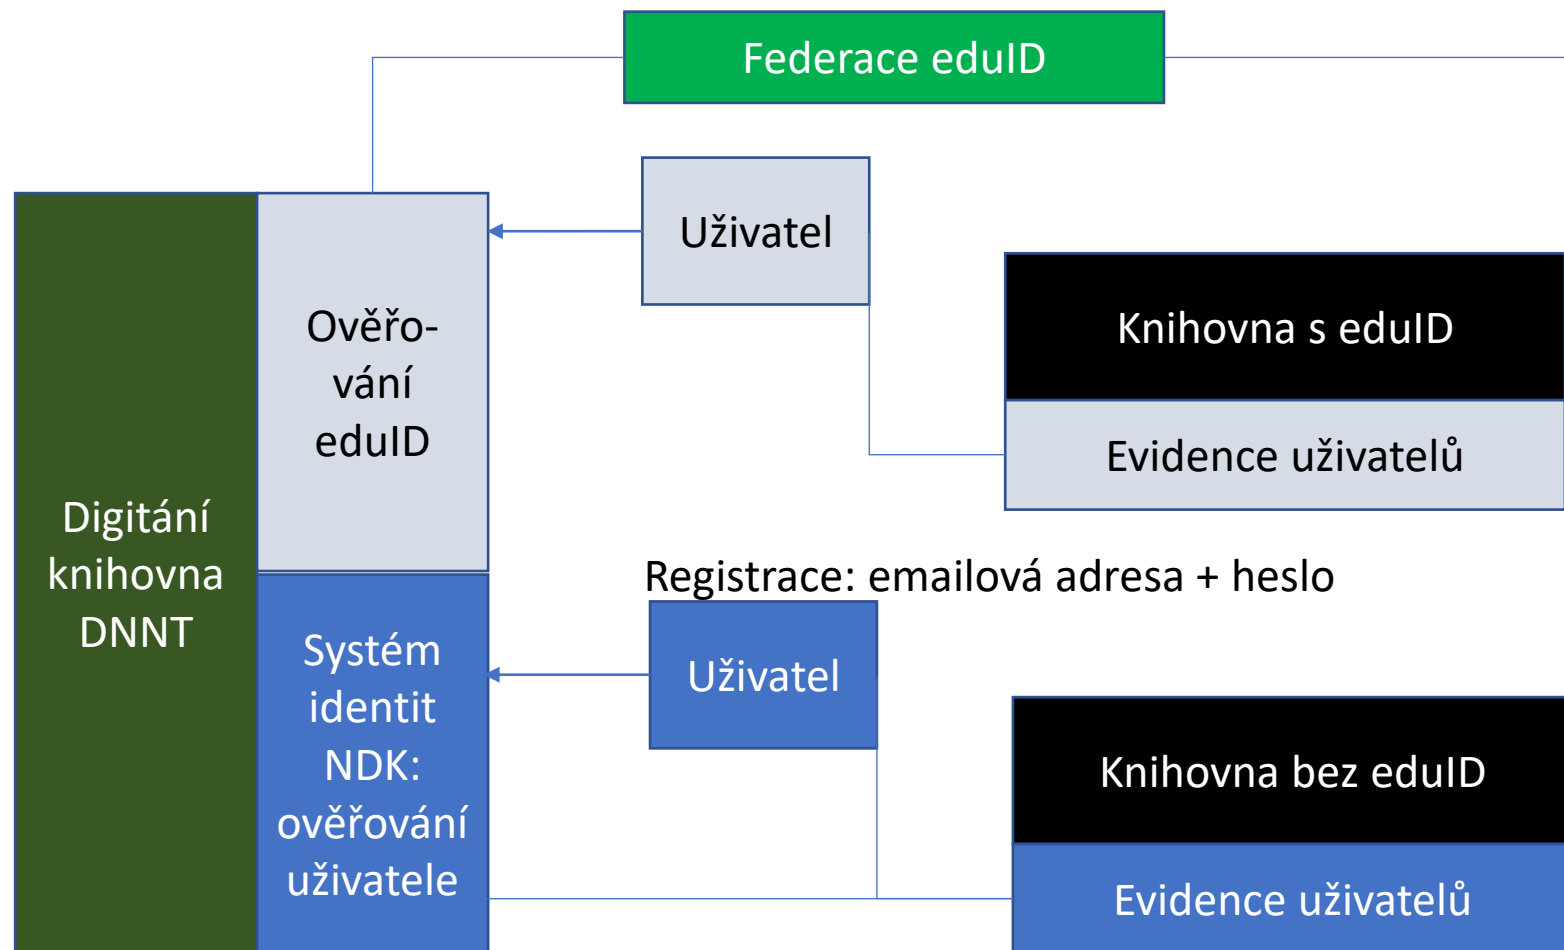 Federace eduID
Uživatel
Ověřo-
vání
eduID
Knihovna s eduID
Evidence uživatelů
Digitání
knihovna
DNNT
Registrace: emailová adresa + heslo
Systém
identit
NDK:
ověřování
uživatele
Uživatel
Knihovna bez eduID
Evidence uživatelů